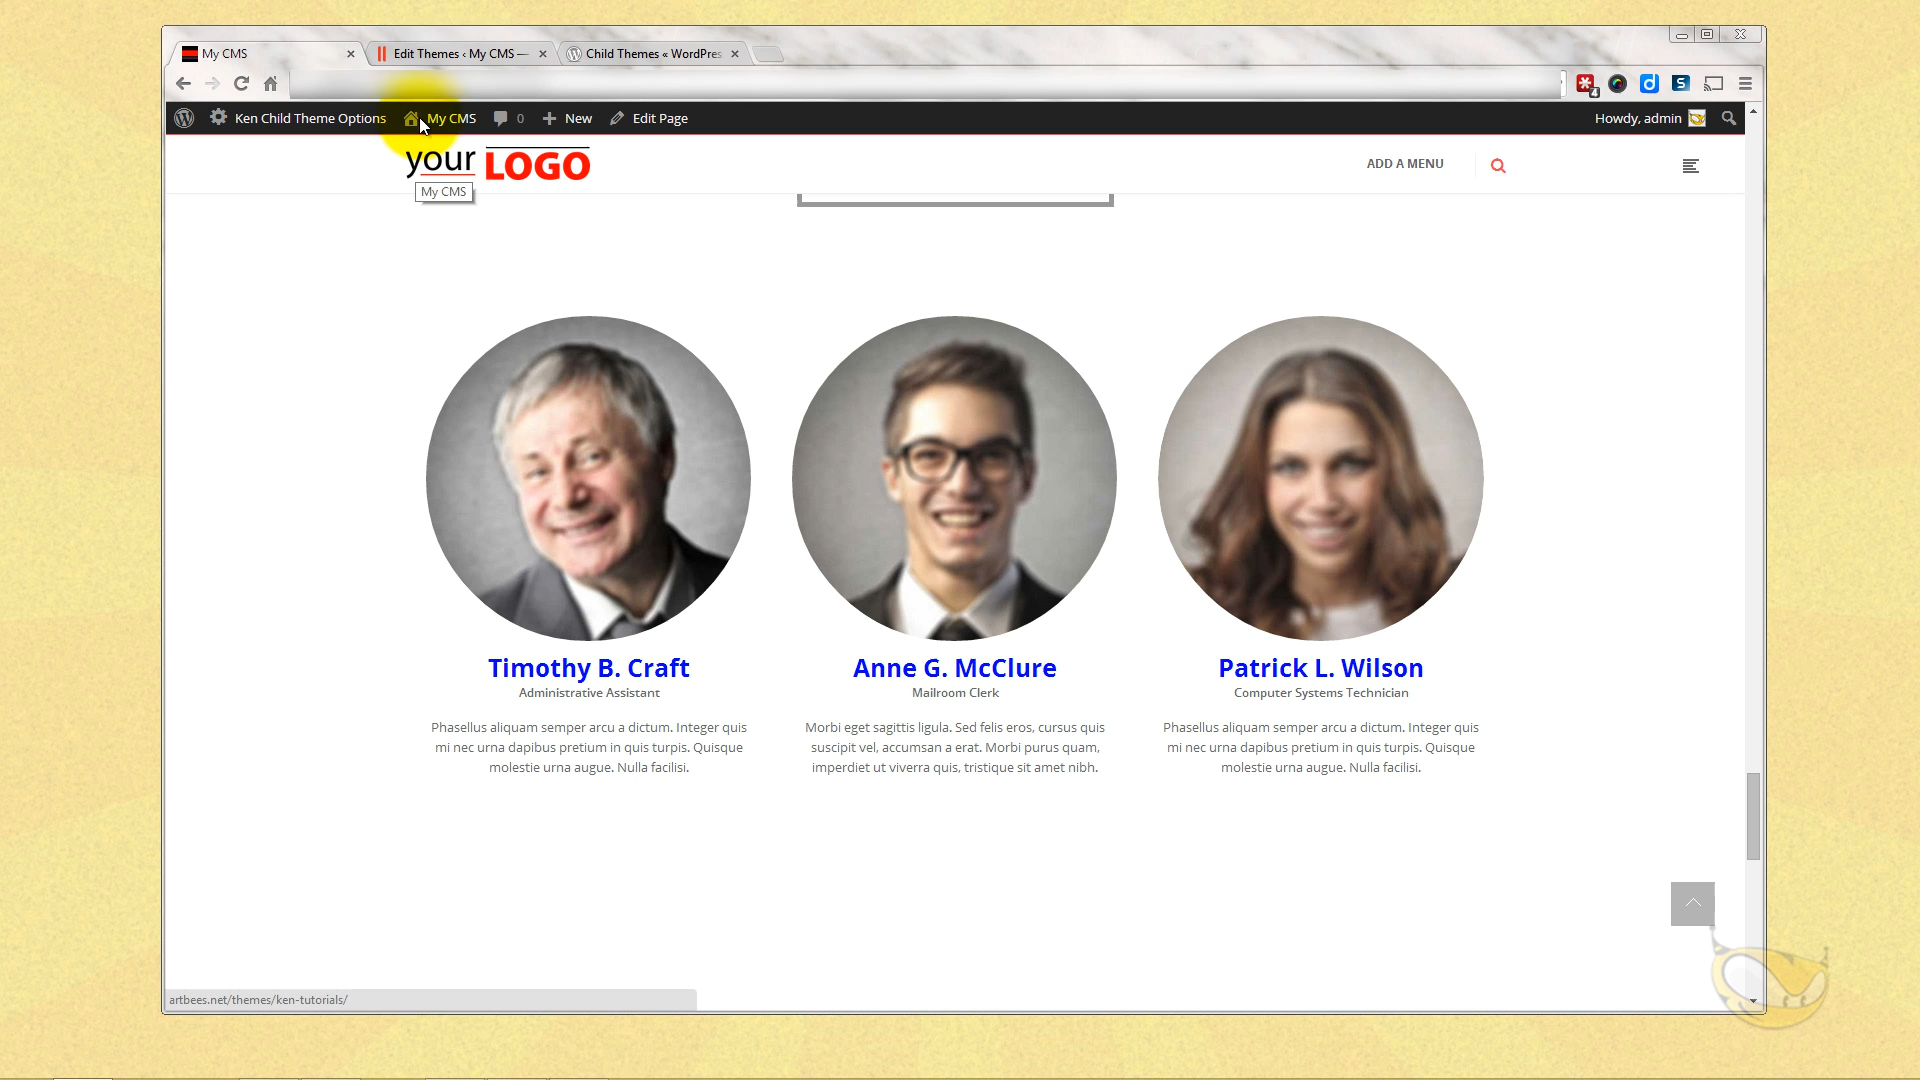 My CMS
Edit Themes ‹ My CMS —
Child Themes « WordPres
Ken Child Theme Options
My CMS
0
New
Edit Page
Howdy, admin
your LOGO
ADD A MENU
My CMS
Timothy B. Craft
Administrative Assistant
Phasellus aliquam semper arcu a dictum. Integer quis
mi nec urna dapibus pretium in quis turpis. Quisque
molestie urna augue. Nulla facilisi.
Anne G. McClure
Mailroom Clerk
Morbi eget sagittis ligula. Sed felis eros, cursus quis
suscipit vel, accumsan a erat. Morbi purus quam,
imperdiet ut viverra quis, tristique sit amet nibh.
Patrick L. Wilson
Computer Systems Technician
Phasellus aliquam semper arcu a dictum. Integer quis
mi nec urna dapibus pretium in quis turpis. Quisque
molestie urna augue. Nulla facilisi.
artbees.net/themes/ken-tutorials/